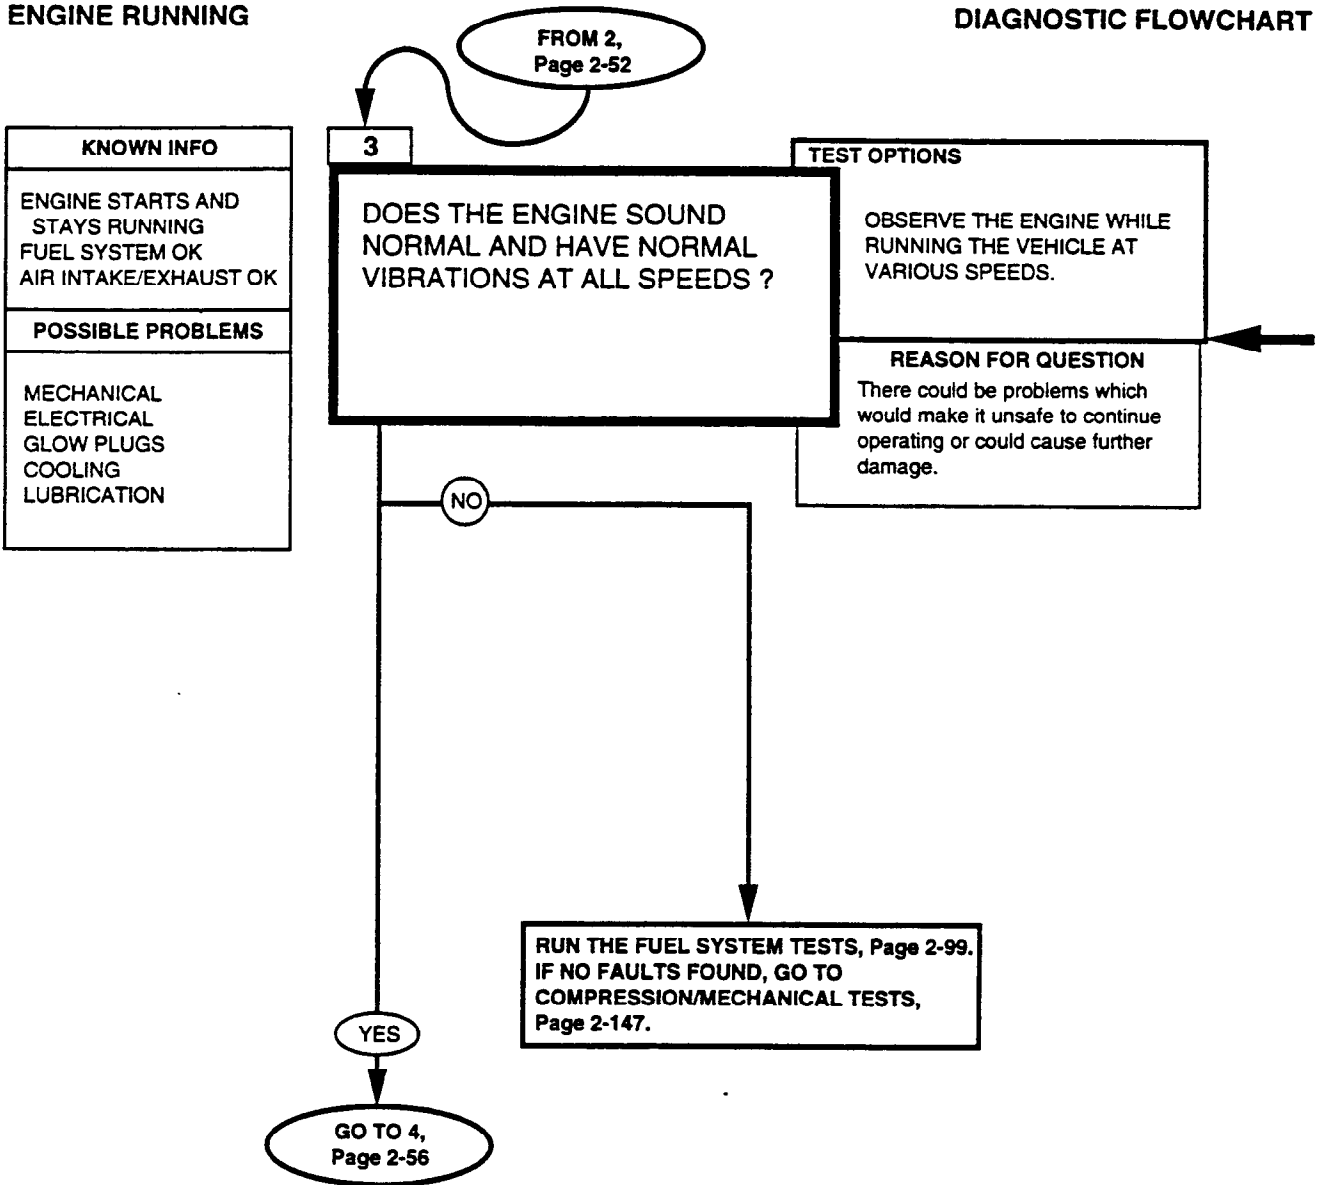 ENGINE RUNNING
DIAGNOSTIC FLOWCHART
FROM 2,
Page 2-52
KNOWN INFO
ENGINE STARTS AND
STAYS RUNNING
FUEL SYSTEM OK
AIR INTAKE/EXHAUST OK
POSSIBLE PROBLEMS
MECHANICAL
ELECTRICAL
GLOW PLUGS
COOLING
LUBRICATION
3
DOES THE ENGINE SOUND
NORMAL AND HAVE NORMAL
VIBRATIONS AT ALL SPEEDS ?
TEST OPTIONS
OBSERVE THE ENGINE WHILE
RUNNING THE VEHICLE AT
VARIOUS SPEEDS.
REASON FOR QUESTION
There could be problems which
would make it unsafe to continue
operating or could cause further
damage.
NO
RUN THE FUEL SYSTEM TESTS, Page 2-99.
IF NO FAULTS FOUND, GO TO
COMPRESSION/MECHANICAL TESTS,
Page 2-147.
YES
GO TO 4,
Page 2-56